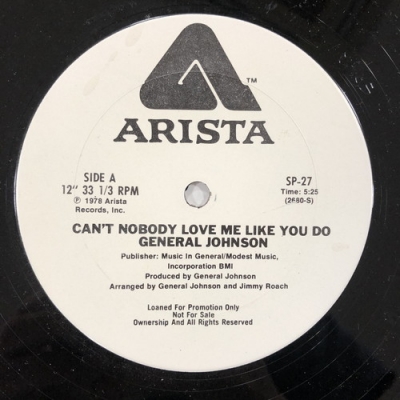 TM
ARISTA
SIDE A
12" 33 1/3 RPM
℗ 1978 Arista
Records, Inc.
SP-27
Time: 5:25
(2680-S)
CAN'T NOBODY LOVE ME LIKE YOU DO
GENERAL JOHNSON
Publisher: Music In General/Modest Music,
Incorporation BMI
Produced by General Johnson
Arranged by General Johnson and Jimmy Roach
Loaned For Promotion Only
Not For Sale
Ownership And All Rights Reserved